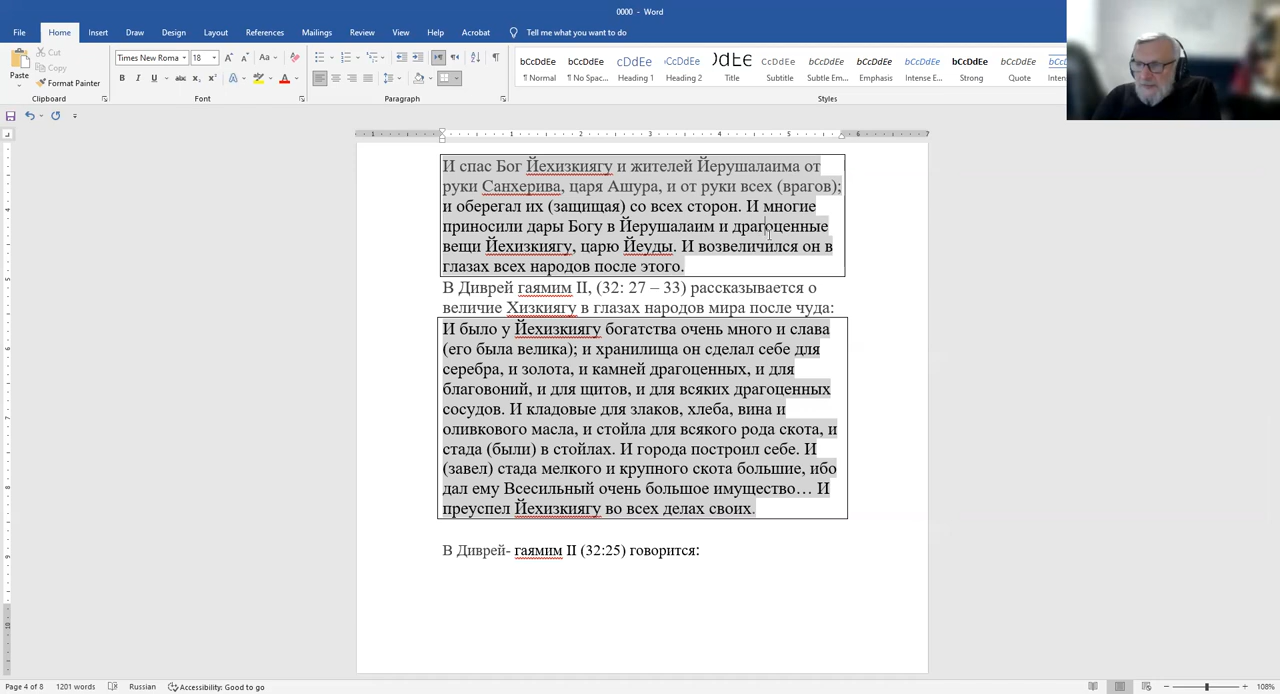 0000 - Word
File Home Insert Draw Design Layout References Mailings Review View Help Acrobat Tell me what you want to do
Paste
Cut
Copy
Format Painter
Clipboard
Times New Roma 18
Font
Paragraph
AaBbCcDdEe
¶ Normal ¶ No Spac... Heading 1 Heading 2 Title Subtitle Subtle Em... Emphasis Intense E... Strong Quote
Styles
И спас Бог Йехизкиягу и жителей Йерушалаима от
руки Санхерива, царя Ашура, и от руки всех (врагов);
и оберегал их (защищая) со всех сторон. И многие
приносили дары Богу в Йерушалаим и драгоценные
вещи Йехизкиягу, царю Йеуды. И возвеличился он в
глазах всех народов после этого.
В Диврей гаямим II, (32: 27 – 33) рассказывается о
величие Хизкиягу в глазах народов мира после чуда:
И было у Йехизкиягу богатства очень много и слава
(его была велика); и хранилища он сделал себе для
серебра, и золота, и камней драгоценных, и для
благовоний, и для щитов, и для всяких драгоценных
сосудов. И кладовые для злаков, хлеба, вина и
оливкового масла, и стойла для всякого рода скота, и
стада (были) в стойлах. И города построил себе. И
(завел) стада мелкого и крупного скота большие, ибо
дал ему Всесильный очень большое имущество… И
преуспел Йехизкиягу во всех делах своих.
В Диврей- гаямим II (32:25) говорится:
Page 4 of 8 1201 words Russian Accessibility: Good to go 108%